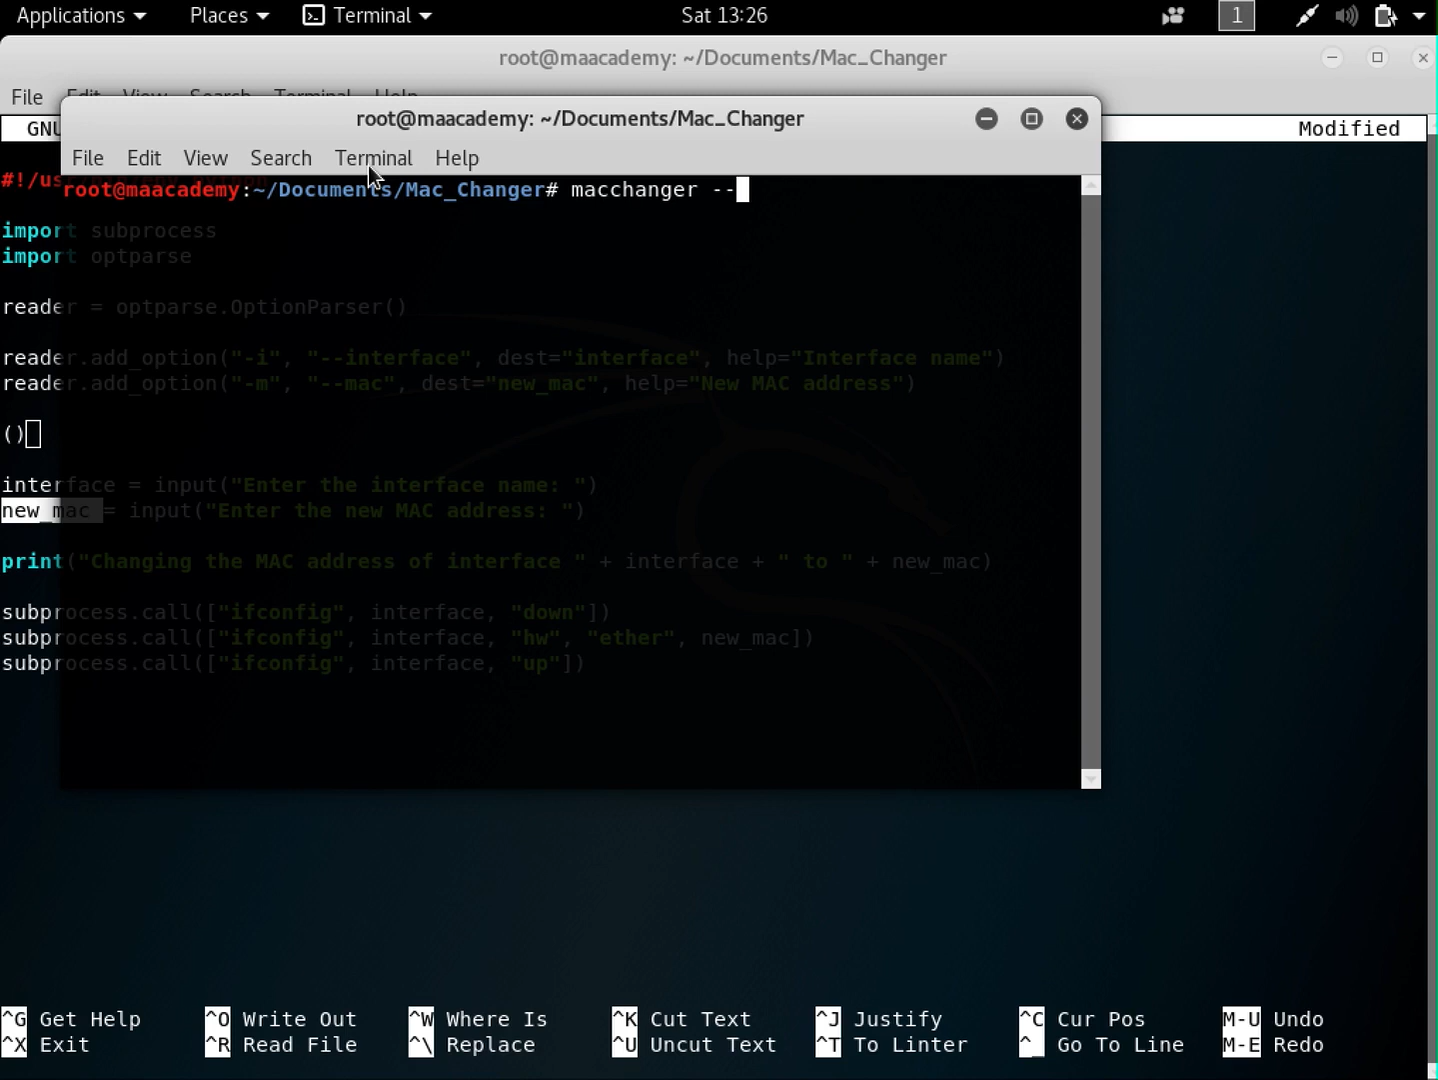 Applications Places Terminal Sat 13:26 1
root@maacademy: ~/Documents/Mac_Changer
File Edit View Search Terminal Help
GNU Modified
root@maacademy: ~/Documents/Mac_Changer
File Edit View Search Terminal Help
root@maacademy:~/Documents/Mac_Changer# macchanger --
import subprocess
import optparse
reader = optparse.OptionParser()
reader.add_option("-i", "--interface", dest="interface", help="Interface name")
reader.add_option("-m", "--mac", dest="new_mac", help="New MAC address")
()
interface = input("Enter the interface name: ")
new_mac = input("Enter the new MAC address: ")
print("Changing the MAC address of interface " + interface + " to " + new_mac)
subprocess.call(["ifconfig", interface, "down"])
subprocess.call(["ifconfig", interface, "hw", "ether", new_mac])
subprocess.call(["ifconfig", interface, "up"])
^G Get Help ^O Write Out ^W Where Is ^K Cut Text ^J Justify ^C Cur Pos M-U Undo
^X Exit ^R Read File ^\ Replace ^U Uncut Text ^T To Linter ^_ Go To Line M-E Redo